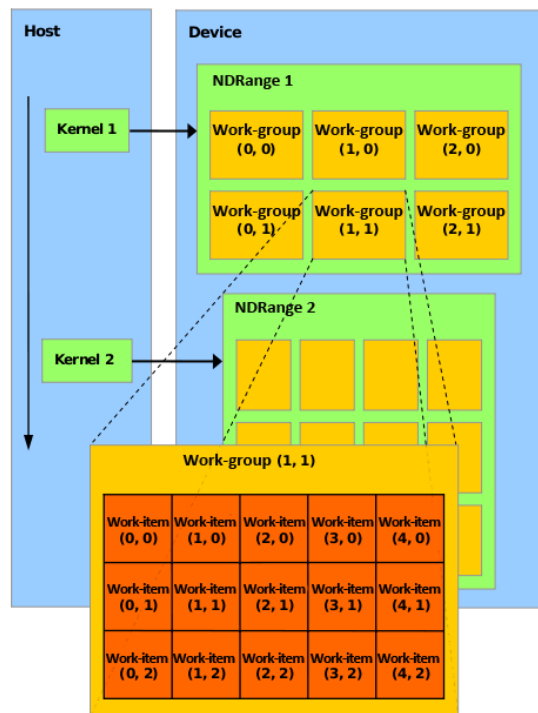 Host
Device
NDRange 1
Kernel 1
Work-group
(0, 0)
Work-group
(1, 0)
Work-group
(2, 0)
Work-group
(0, 1)
Work-group
(1, 1)
Work-group
(2, 1)
NDRange 2
Kernel 2
Work-group (1, 1)
Work-item
(0, 0)
Work-item
(1, 0)
Work-item
(2, 0)
Work-item
(3, 0)
Work-item
(4, 0)
Work-item
(0, 1)
Work-item
(1, 1)
Work-item
(2, 1)
Work-item
(3, 1)
Work-item
(4, 1)
Work-item
(0, 2)
Work-item
(1, 2)
Work-item
(2, 2)
Work-item
(3, 2)
Work-item
(4, 2)